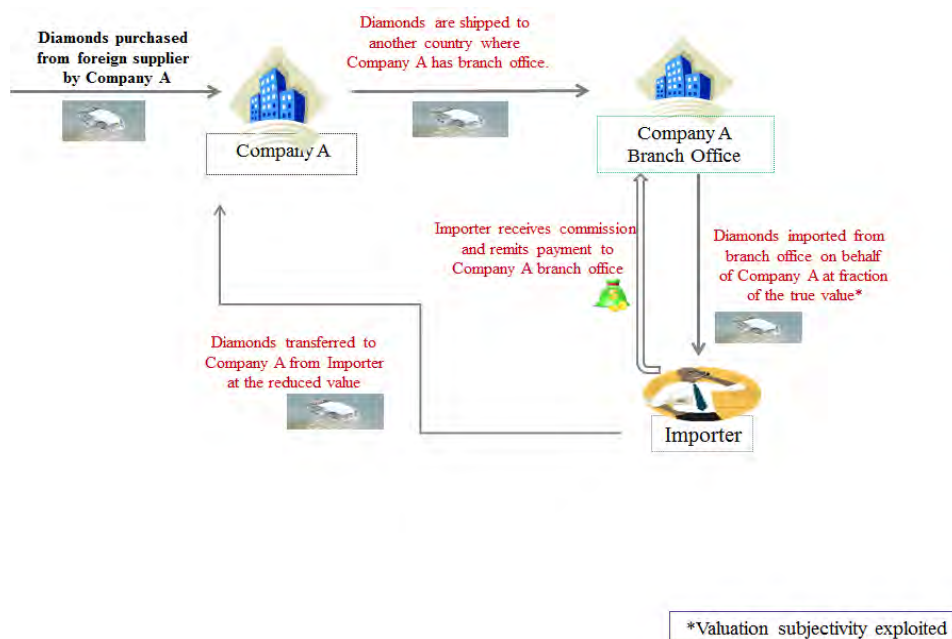 Diamonds purchased
from foreign supplier
by Company A
Diamonds are shipped to
another country where
Company A has branch office.
Company A
Company A
Branch Office
Importer receives commission
and remits payment to
Company A branch office
Diamonds imported from
branch office on behalf
of Company A at fraction
of the true value*
Diamonds transferred to
Company A from Importer
at the reduced value
Importer
*Valuation subjectivity exploited